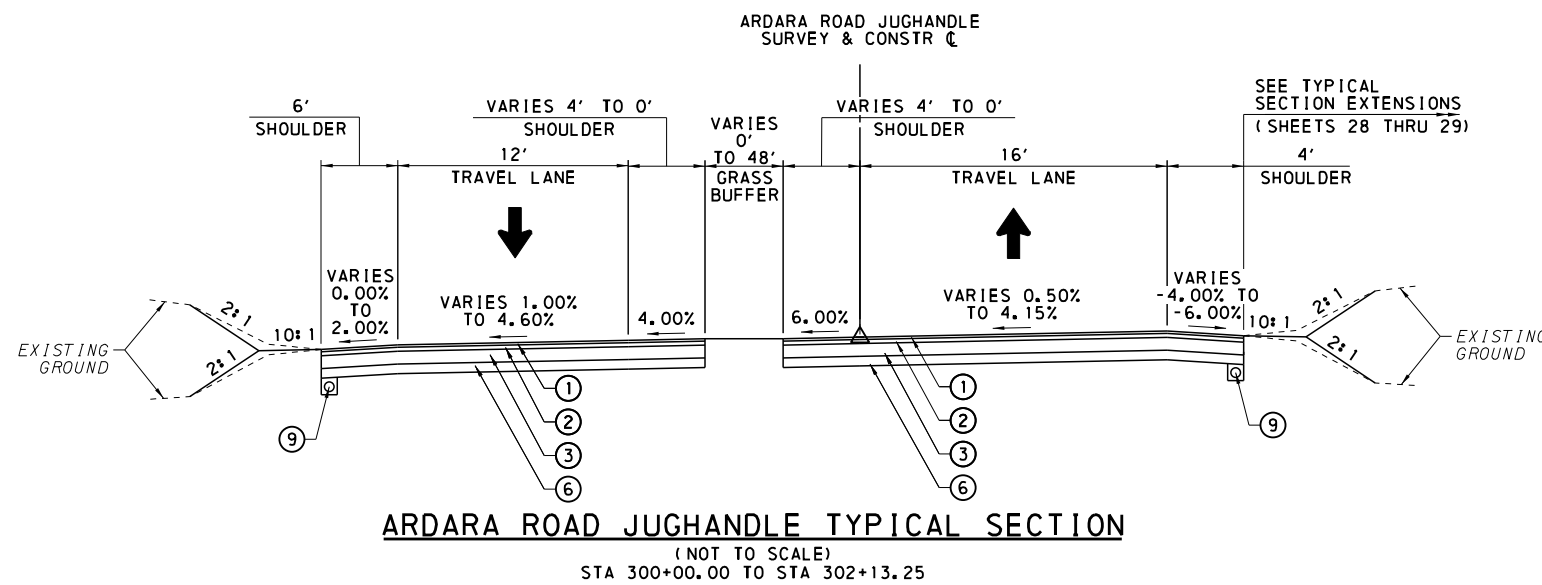 ARDARA ROAD JUGHANDLE
SURVEY & CONSTR ℄
6'
SHOULDER
VARIES 4' TO 0'
SHOULDER
VARIES
0'
TO 48'
GRASS
BUFFER
VARIES 4' TO 0'
SHOULDER
SEE TYPICAL
SECTION EXTENSIONS
(SHEETS 28 THRU 29)
12'
TRAVEL LANE
16'
TRAVEL LANE
4'
SHOULDER
VARIES
0.00%
TO
2.00%
VARIES 1.00%
TO 4.60%
4.00%
6.00%
VARIES 0.50%
TO 4.15%
VARIES
-4.00% TO
-6.00%
2:1
10:1
2:1
EXISTING
GROUND
10:1
2:1
2:1
EXISTING
GROUND
1
2
3
6
9
1
2
3
6
9
ARDARA ROAD JUGHANDLE TYPICAL SECTION
(NOT TO SCALE)
STA 300+00.00 TO STA 302+13.25